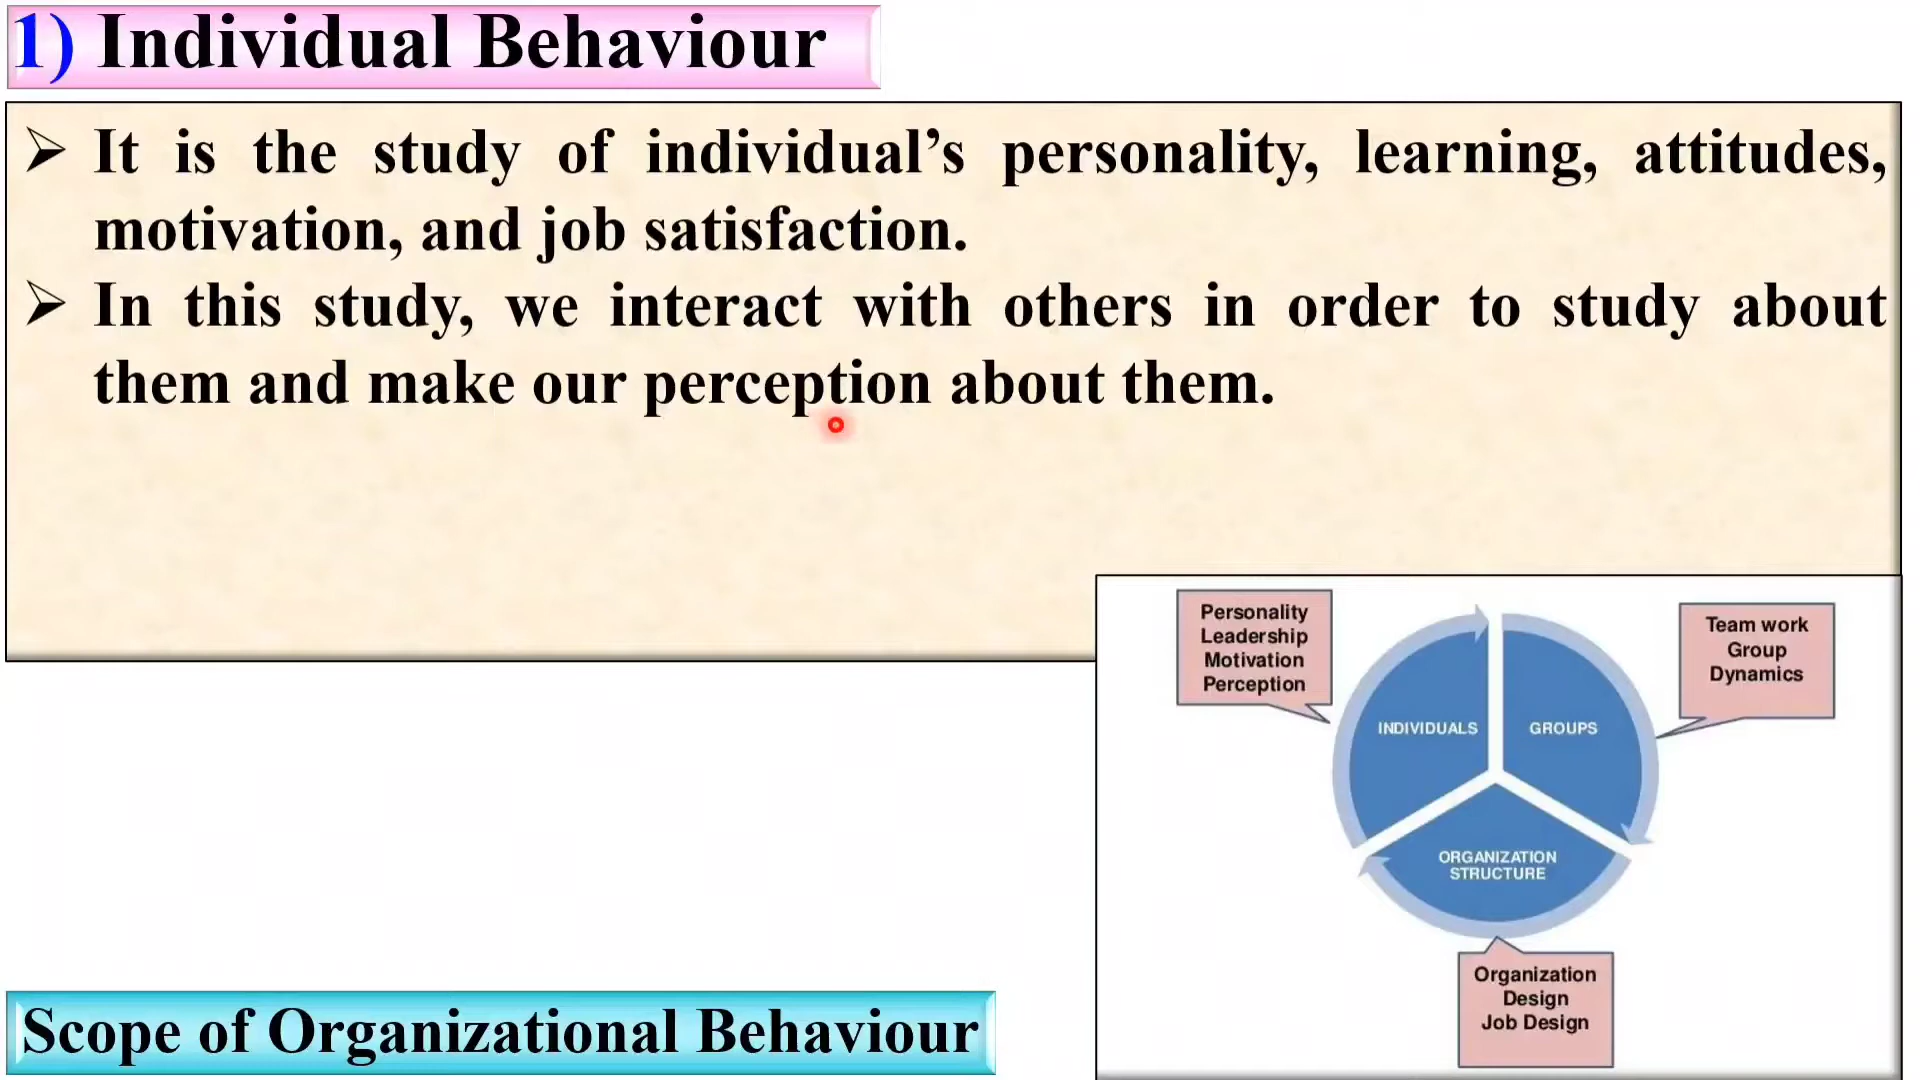 1) Individual Behaviour
➢ It is the study of individual’s personality, learning, attitudes,
motivation, and job satisfaction.
➢ In this study, we interact with others in order to study about
them and make our perception about them.
Personality
Leadership
Motivation
Perception
Team work
Group
Dynamics
INDIVIDUALS
GROUPS
ORGANIZATION
STRUCTURE
Organization
Design
Job Design
Scope of Organizational Behaviour